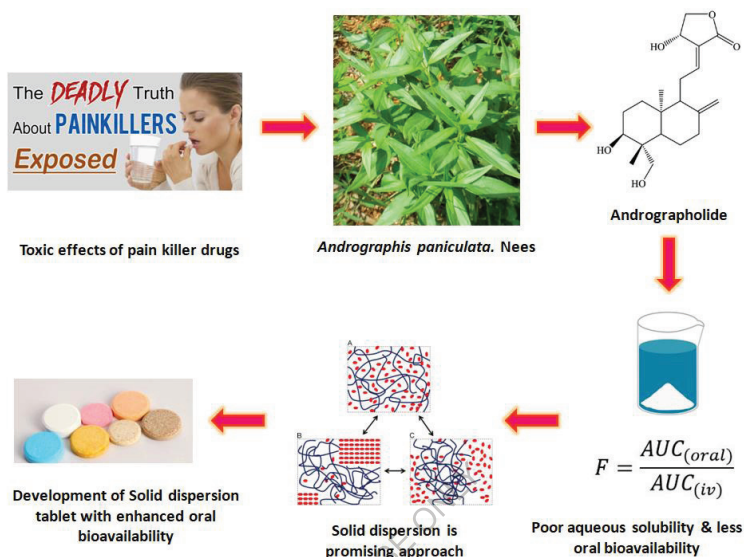 The DEADLY Truth
About PAINKILLERS
Exposed
Toxic effects of pain killer drugs
Andrographis paniculata. Nees
O
O
HO
HO
HO
Andrographolide
F = AUC(oral) / AUC(iv)
Poor aqueous solubility & less
oral bioavailability
A
B
C
Solid dispersion is
promising approach
Development of Solid dispersion
tablet with enhanced oral
bioavailability